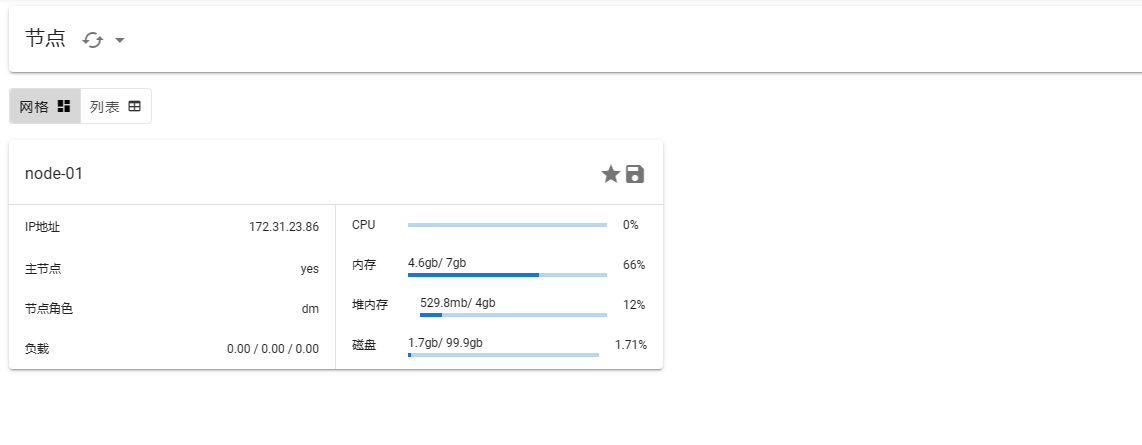 节点
网格 列表
node-01
IP地址 172.31.23.86
主节点 yes
节点角色 dm
负载 0.00 / 0.00 / 0.00
CPU 0%
内存 4.6gb/ 7gb 66%
堆内存 529.8mb/ 4gb 12%
磁盘 1.7gb/ 99.9gb 1.71%